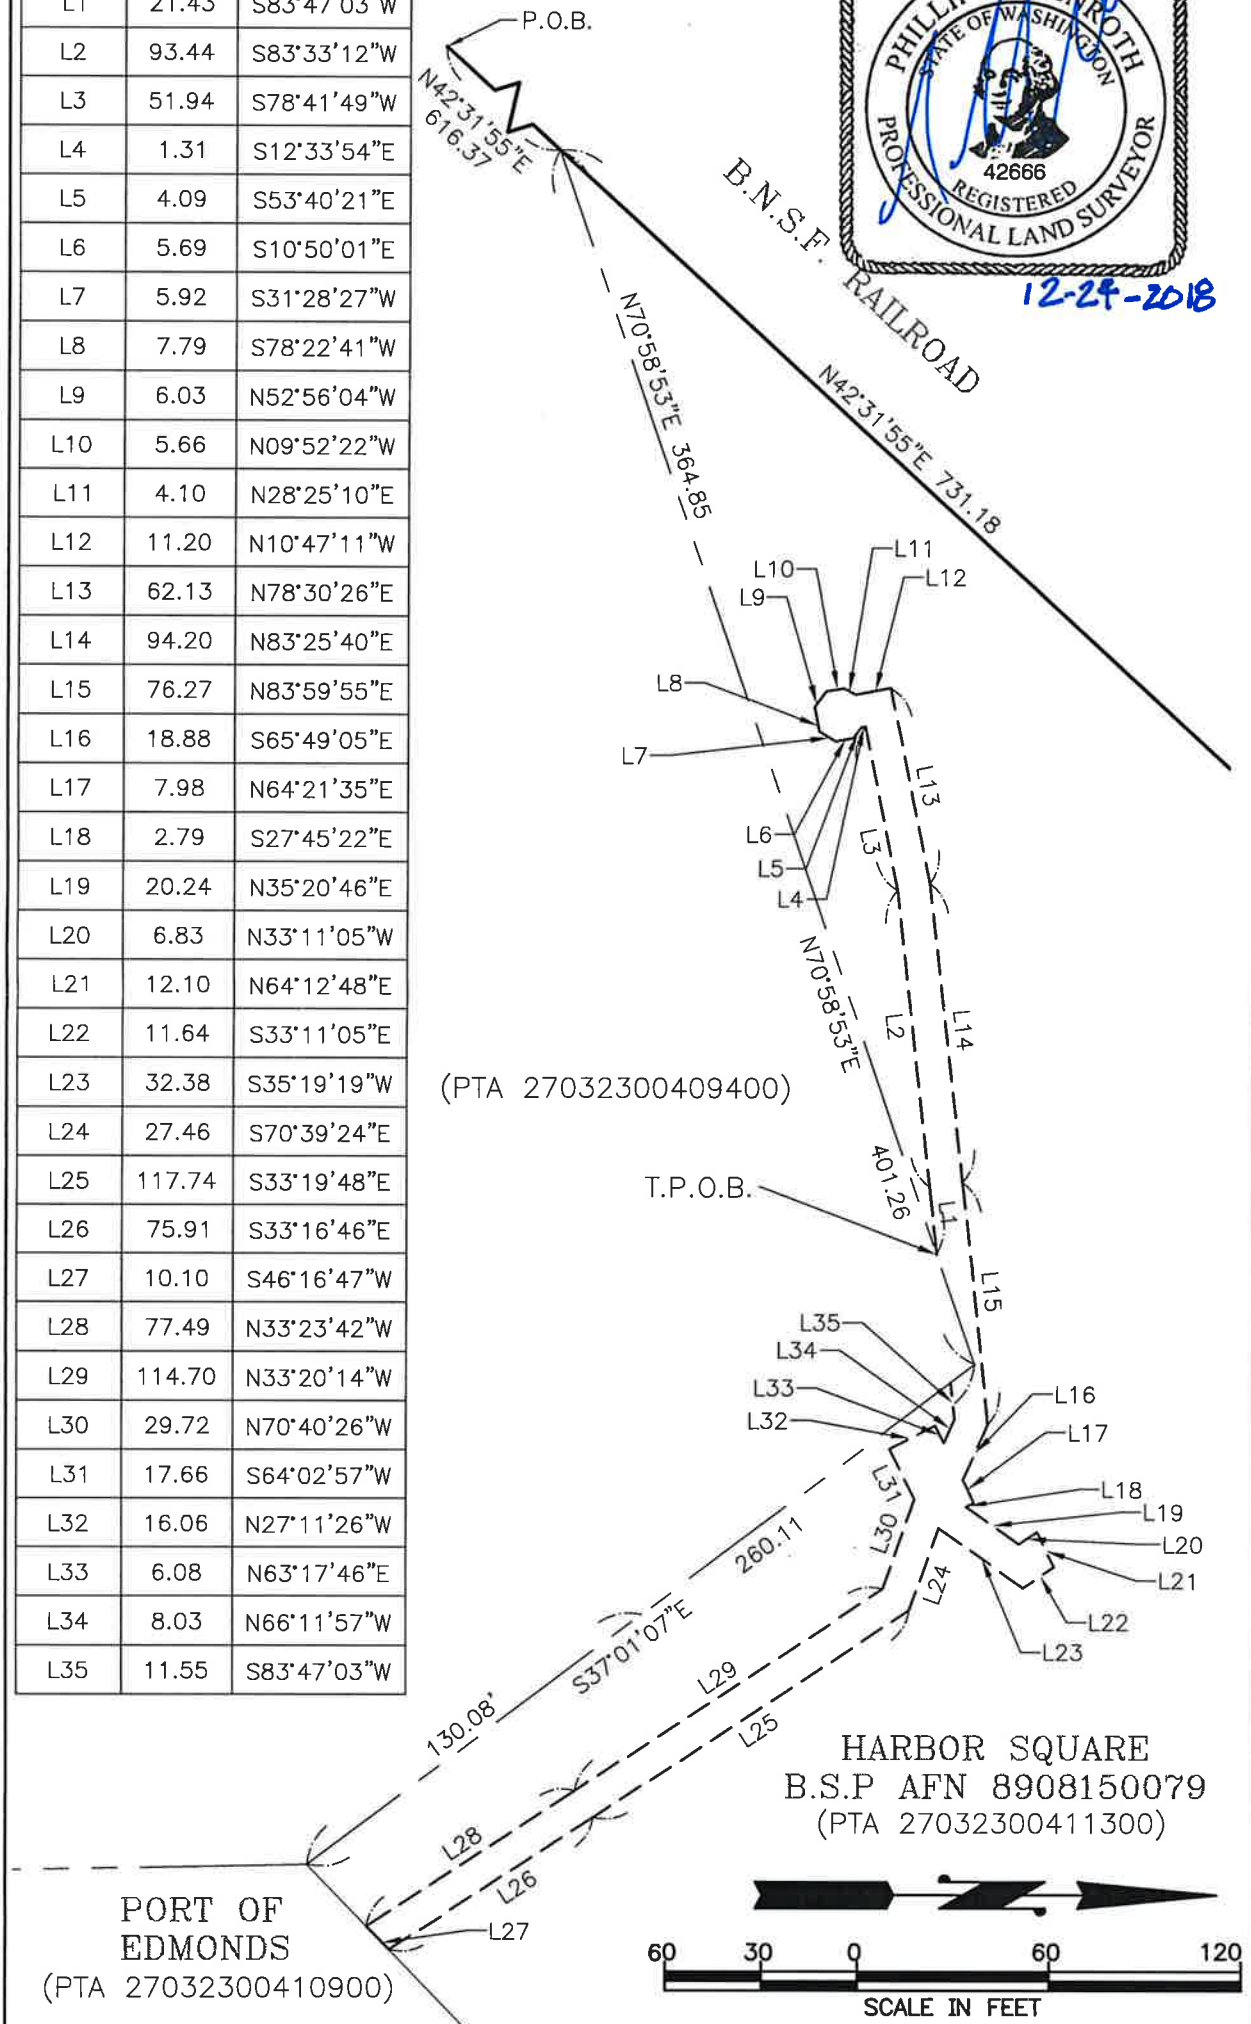 L1 21.43 S83°47'03"W
L2 93.44 S83°33'12"W
L3 51.94 S78°41'49"W
L4 1.31 S12°33'54"E
L5 4.09 S53°40'21"E
L6 5.69 S10°50'01"E
L7 5.92 S31°28'27"W
L8 7.79 S78°22'41"W
L9 6.03 N52°56'04"W
L10 5.66 N09°52'22"W
L11 4.10 N28°25'10"E
L12 11.20 N10°47'11"W
L13 62.13 N78°30'26"E
L14 94.20 N83°25'40"E
L15 76.27 N83°59'55"E
L16 18.88 S65°49'05"E
L17 7.98 N64°21'35"E
L18 2.79 S27°45'22"E
L19 20.24 N35°20'46"E
L20 6.83 N33°11'05"W
L21 12.10 N64°12'48"E
L22 11.64 S33°11'05"E
L23 32.38 S35°19'19"W
L24 27.46 S70°39'24"E
L25 117.74 S33°19'48"E
L26 75.91 S33°16'46"E
L27 10.10 S46°16'47"W
L28 77.49 N33°23'42"W
L29 114.70 N33°20'14"W
L30 29.72 N70°40'26"W
L31 17.66 S64°02'57"W
L32 16.06 N27°11'26"W
L33 6.08 N63°17'46"E
L34 8.03 N66°11'57"W
L35 11.55 S83°47'03"W
P.O.B.
N42°31'55"E
616.37
STATE OF WASHINGTON
42666
REGISTERED
PROFESSIONAL LAND SURVEYOR
12-24-2018
B.N.S.F. RAILROAD
N42°31'55"E 731.18
N70°58'53"E 364.85
L11
L10
L12
L9
L8
L7
L13
L6
L3
L5
L4
N70°58'53"E
L2
L14
(PTA 27032300409400)
401.26
T.P.O.B.
L1
L15
L35
L34
L33
L16
L32
L17
L31
L18
L19
L30
L20
260.11
L21
L24
L22
S37°01'07"E
L23
L29
130.08'
L25
HARBOR SQUARE
B.S.P AFN 8908150079
(PTA 27032300411300)
L28
L26
PORT OF
EDMONDS
(PTA 27032300410900)
L27
60 30 0 60 120
SCALE IN FEET